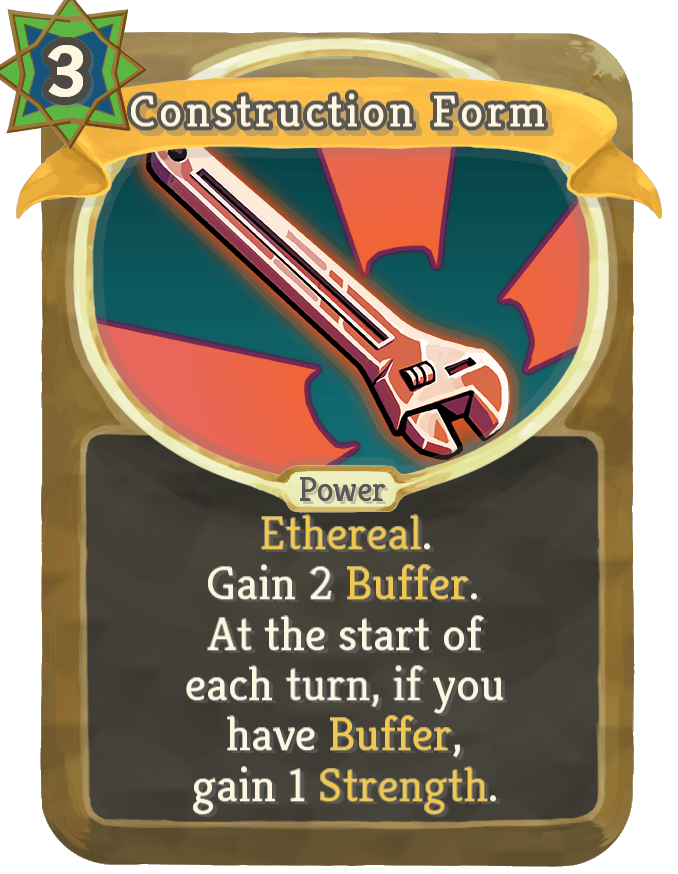 3
Construction Form
Power
Ethereal.
Gain 2 Buffer.
At the start of
each turn, if you
have Buffer,
gain 1 Strength.